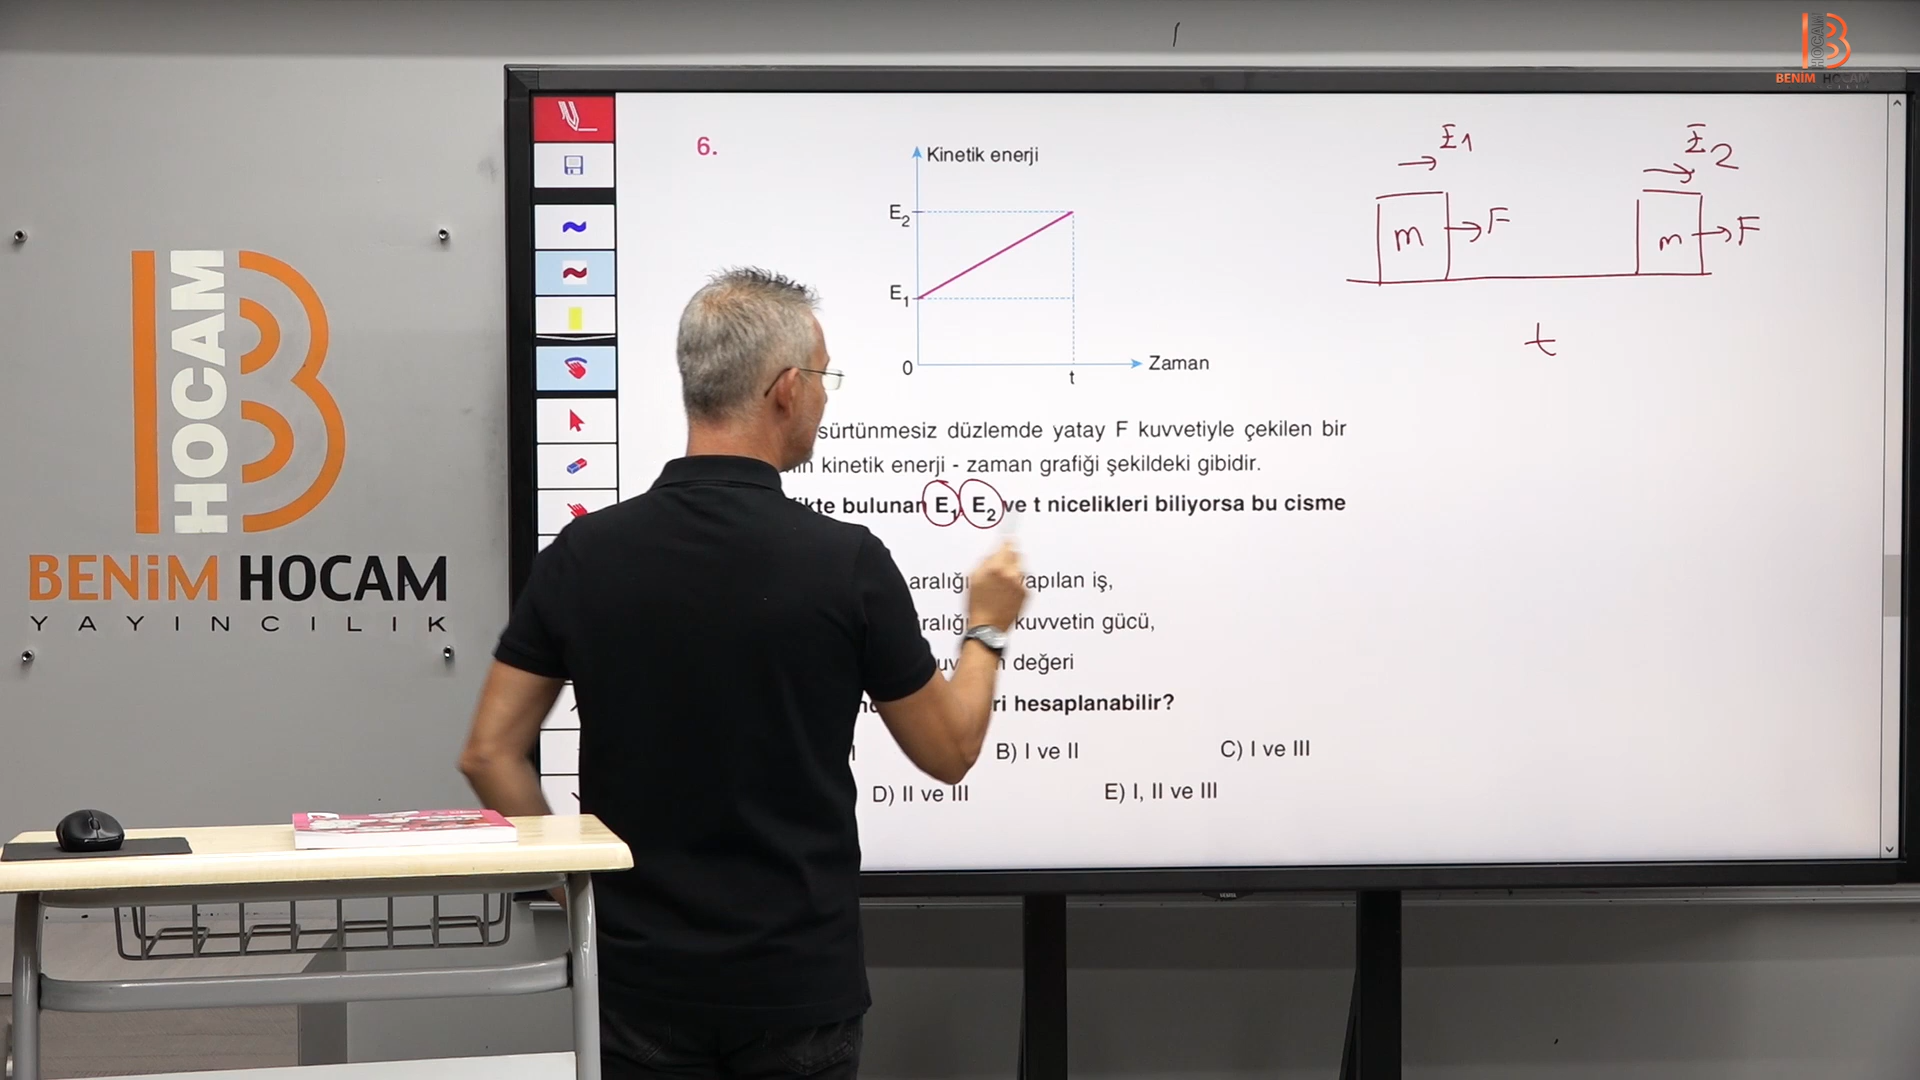 HOCAM
BENİM HOCAM
HOCAM
BENİM HOCAM
YAYINCILIK
6.
Kinetik enerji
E2
E1
0
t
Zaman
E1
E2
m
F
m
F
t
sürtünmesiz düzlemde yatay F kuvvetiyle çekilen bir
kinetik enerji - zaman grafiği şekildeki gibidir.
bulunan E1, E2 ve t nicelikleri biliyorsa bu cisme
yapılan iş,
kuvvetin gücü,
değeri
hesaplanabilir?
B) I ve II
C) I ve III
D) II ve III
E) I, II ve III